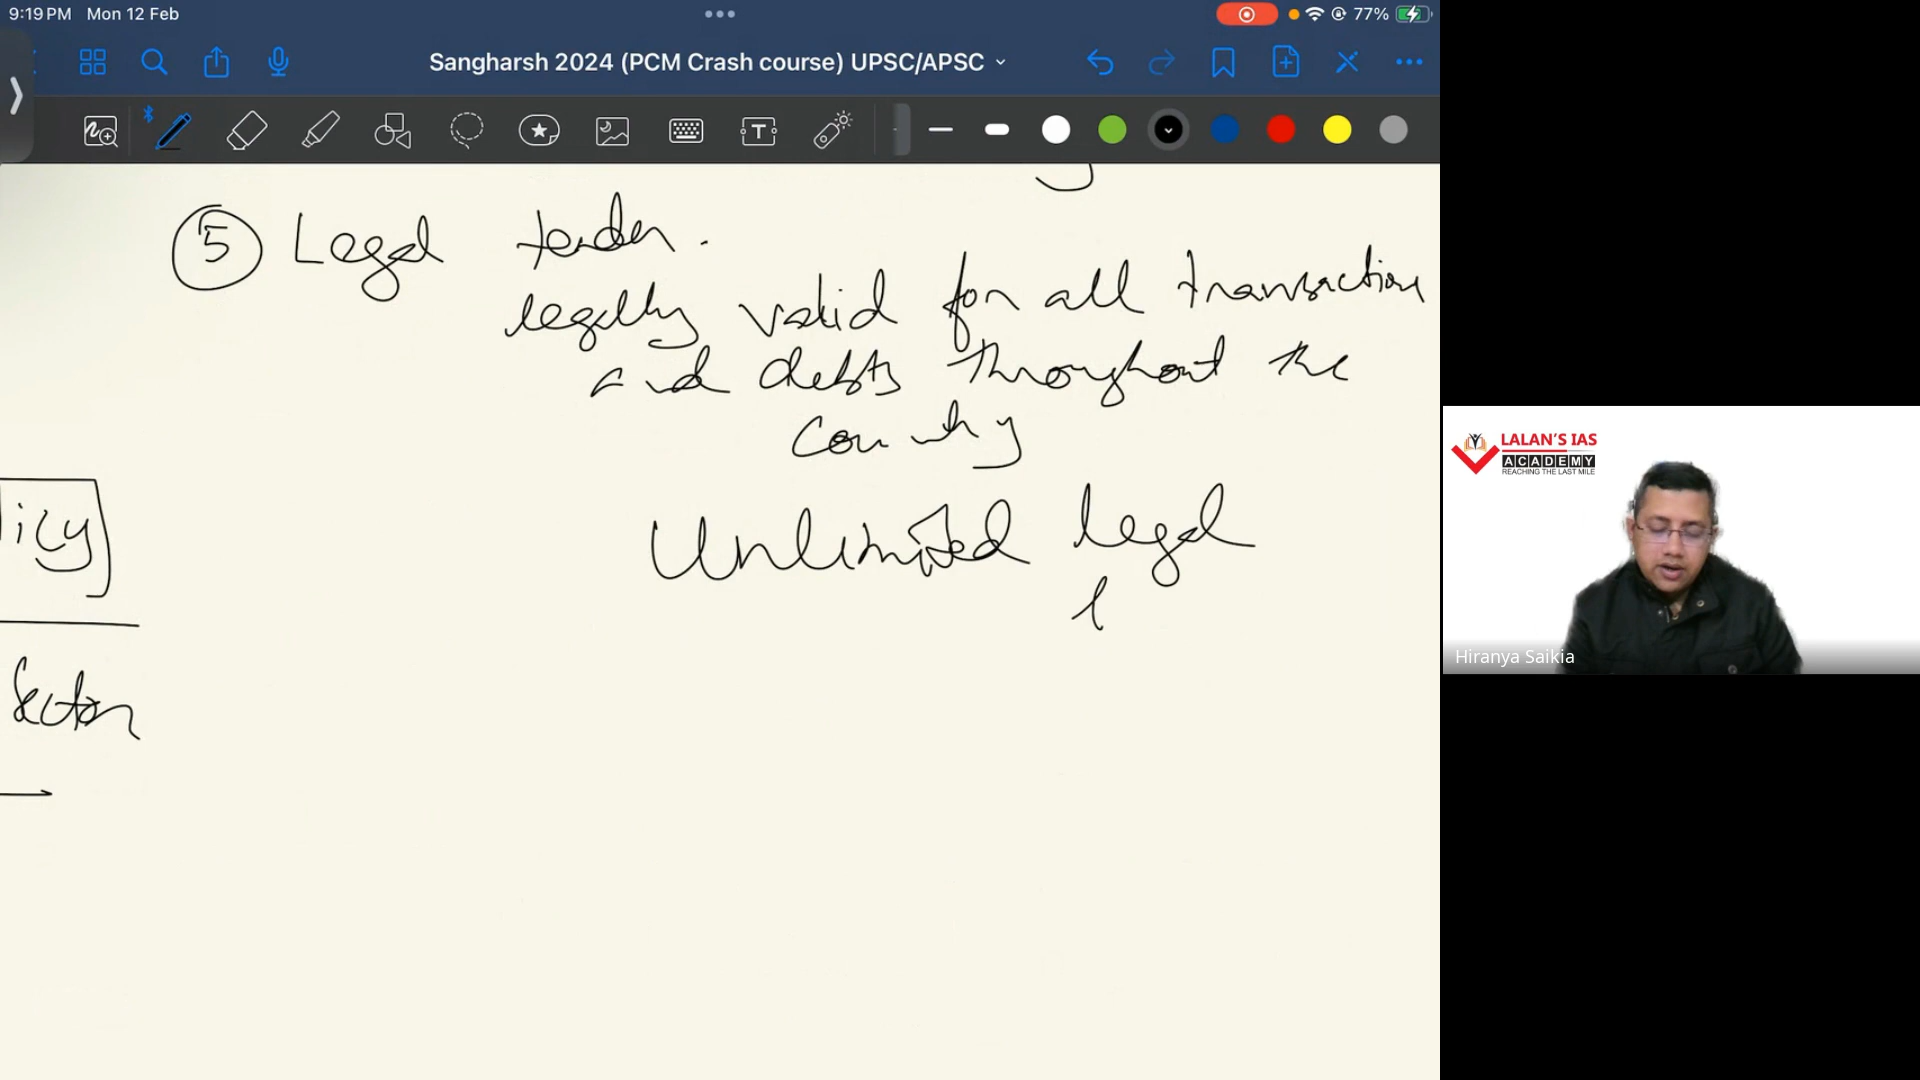 9:19 PM Mon 12 Feb
77%
Sangharsh 2024 (PCM Crash course) UPSC/APSC
5 Legal tender.
legally valid for all transaction
and debts throughout the
country
Unlimited legal
t
licy
Sector
LALAN'S IAS
ACADEMY
REACHING THE LAST MILE
Hiranya Saikia